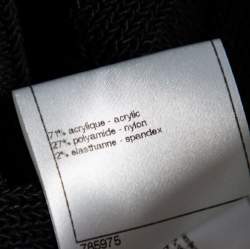 71% acrylique - acrylic
27% polyamide - nylon
2% elasthanne - spandex
785975